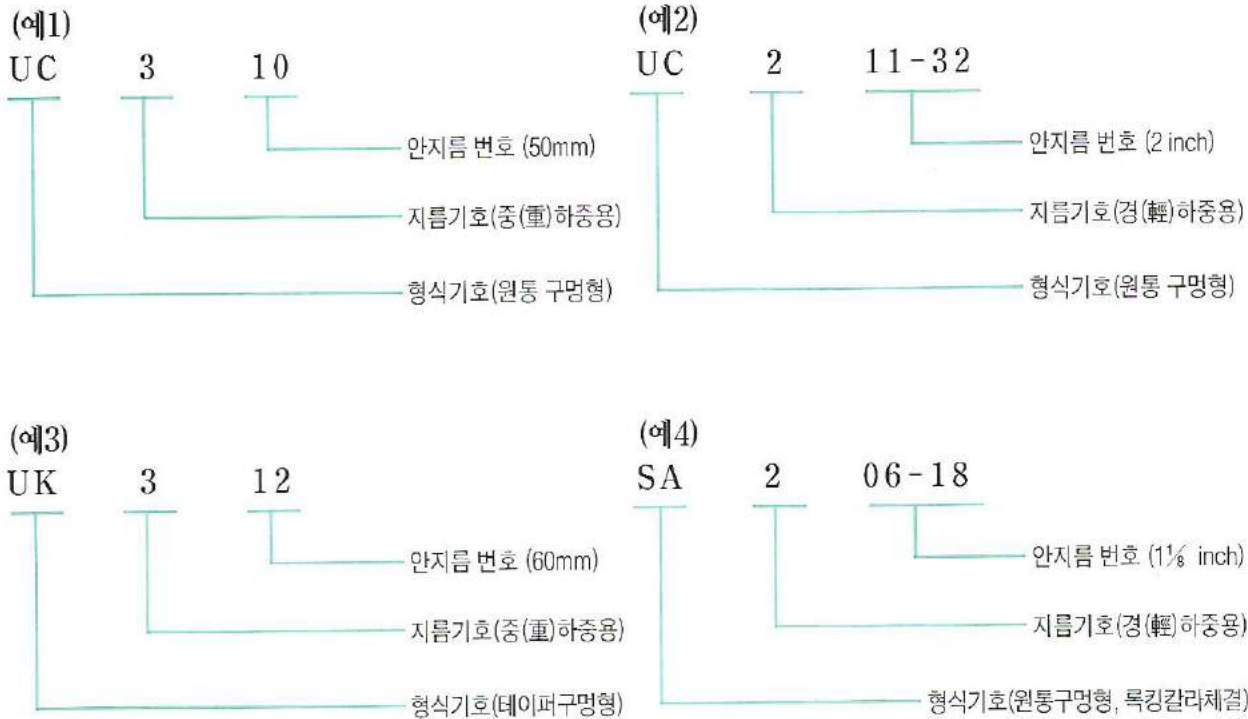 (예1)
UC 3 10
안지름 번호 (50mm)
지름기호(중(重)하중용)
형식기호(원통 구멍형)
(예2)
UC 2 11-32
안지름 번호 (2 inch)
지름기호(경(輕)하중용)
형식기호(원통 구멍형)
(예3)
UK 3 12
안지름 번호 (60mm)
지름기호(중(重)하중용)
형식기호(테이퍼구멍형)
(예4)
SA 2 06-18
안지름 번호 (1⅛ inch)
지름기호(경(輕)하중용)
형식기호(원통구멍형, 록킹칼라체결)